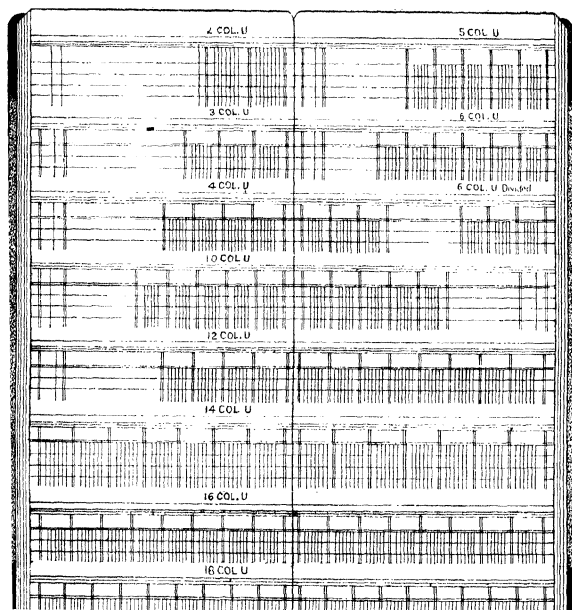 2 COL. U
5 COL. U
3 COL. U
6 COL. U
4 COL. U
6 COL. U Divided
10 COL. U
12 COL. U
14 COL. U
16 COL. U
18 COL. U